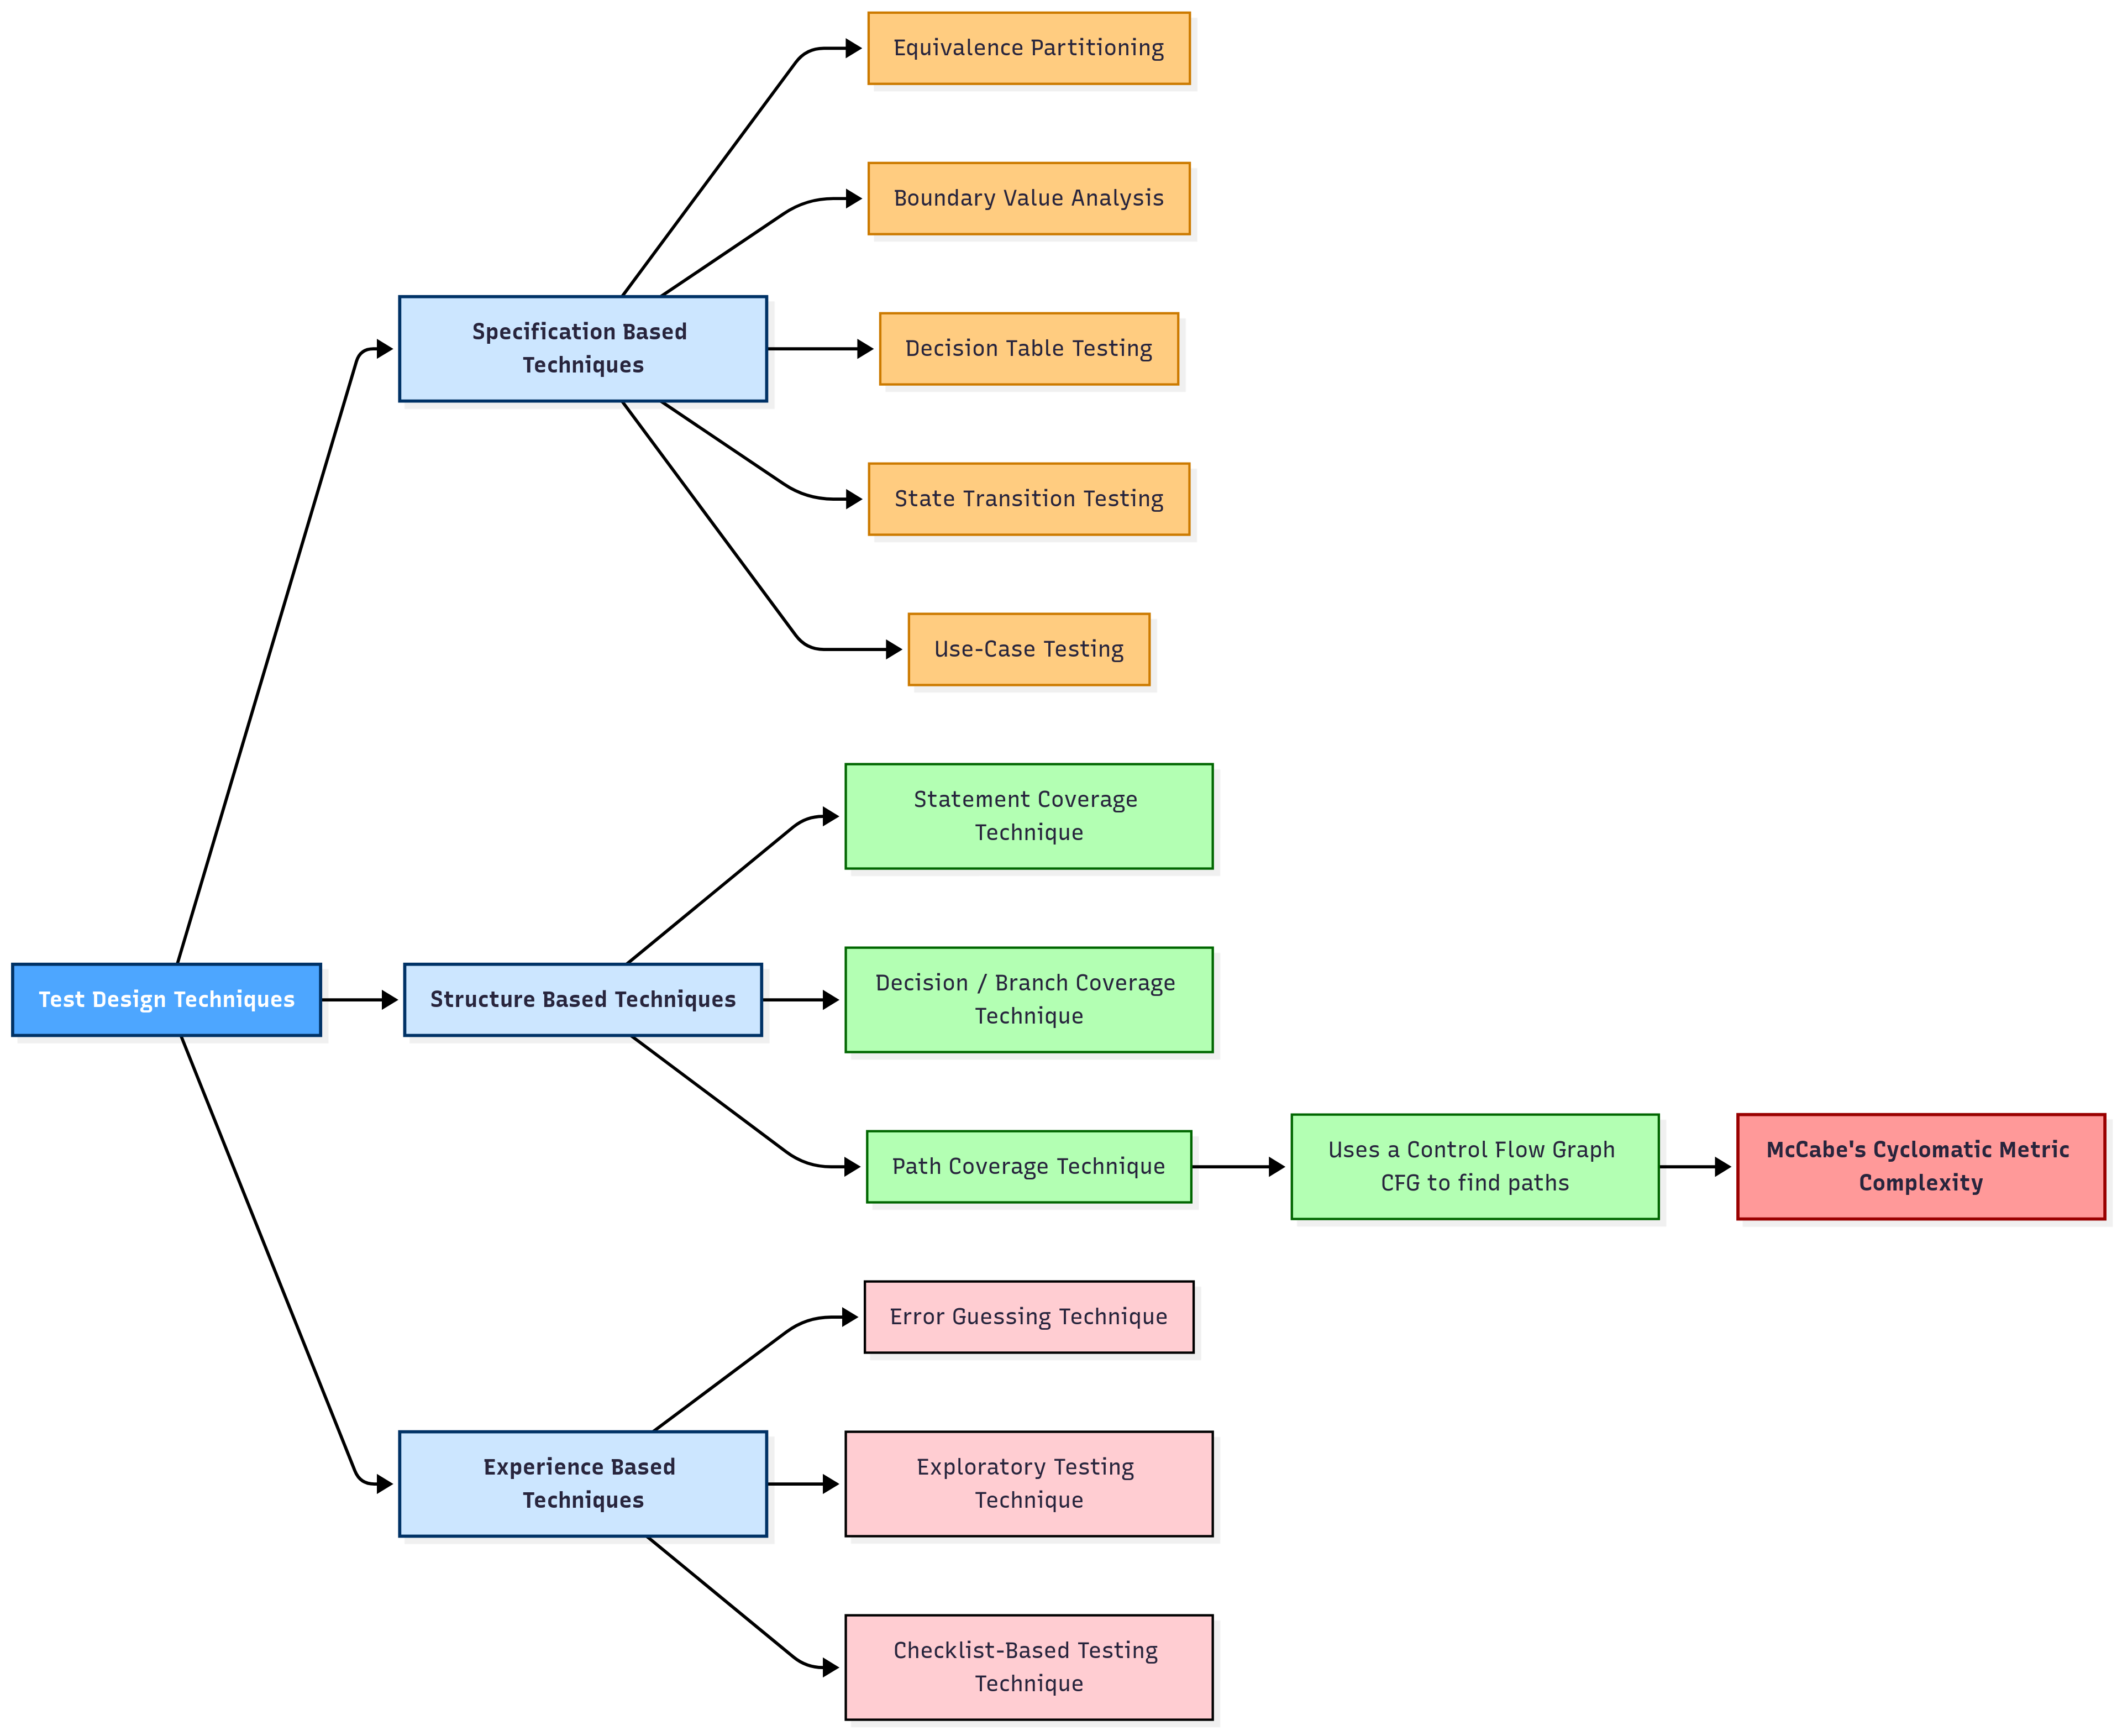 Equivalence Partitioning
Boundary Value Analysis
Specification Based
Techniques
Decision Table Testing
State Transition Testing
Use-Case Testing
Statement Coverage
Technique
Test Design Techniques
Structure Based Techniques
Decision / Branch Coverage
Technique
Path Coverage Technique
Uses a Control Flow Graph
CFG to find paths
McCabe's Cyclomatic Metric
Complexity
Error Guessing Technique
Experience Based
Techniques
Exploratory Testing
Technique
Checklist-Based Testing
Technique